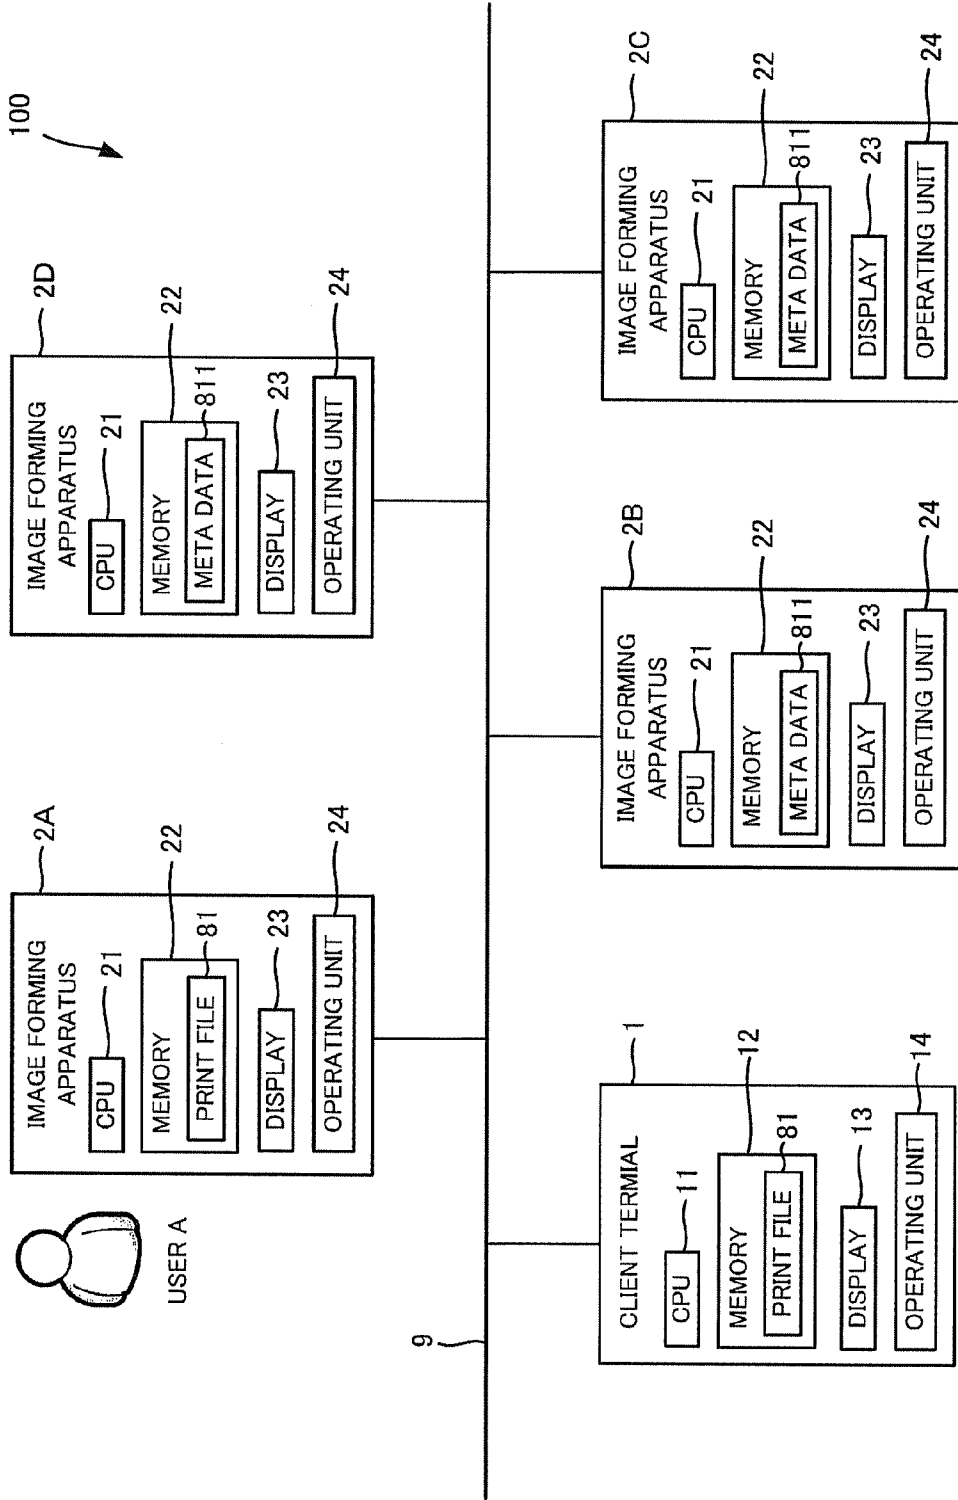 100
USER A
2A
IMAGE FORMING
APPARATUS
CPU
21
MEMORY
22
PRINT FILE
81
DISPLAY
23
OPERATING UNIT
24
2D
IMAGE FORMING
APPARATUS
CPU
21
MEMORY
22
META DATA
811
DISPLAY
23
OPERATING UNIT
24
9
1
CLIENT TERMIAL
CPU
11
MEMORY
12
PRINT FILE
81
DISPLAY
13
OPERATING UNIT
14
2B
IMAGE FORMING
APPARATUS
CPU
21
MEMORY
22
META DATA
811
DISPLAY
23
OPERATING UNIT
24
2C
IMAGE FORMING
APPARATUS
CPU
21
MEMORY
22
META DATA
811
DISPLAY
23
OPERATING UNIT
24